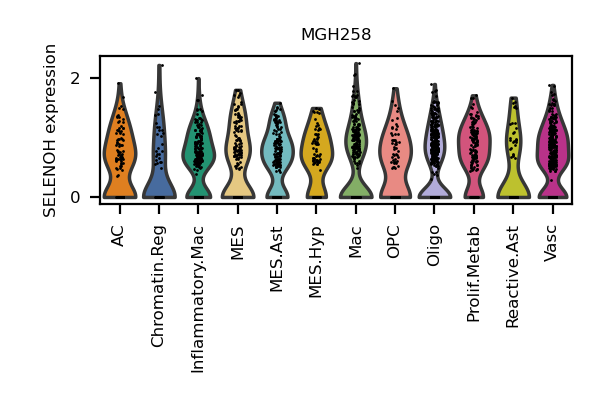 MGH258
SELENOH expression
2
0
AC
Chromatin.Reg
Inflammatory.Mac
MES
MES.Ast
MES.Hyp
Mac
OPC
Oligo
Prolif.Metab
Reactive.Ast
Vasc